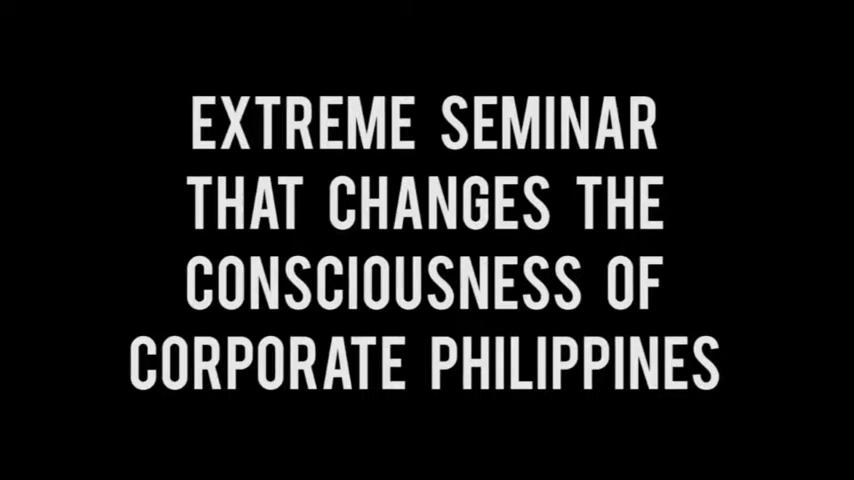 EXTREME SEMINAR
THAT CHANGES THE
CONSCIOUSNESS OF
CORPORATE PHILIPPINES